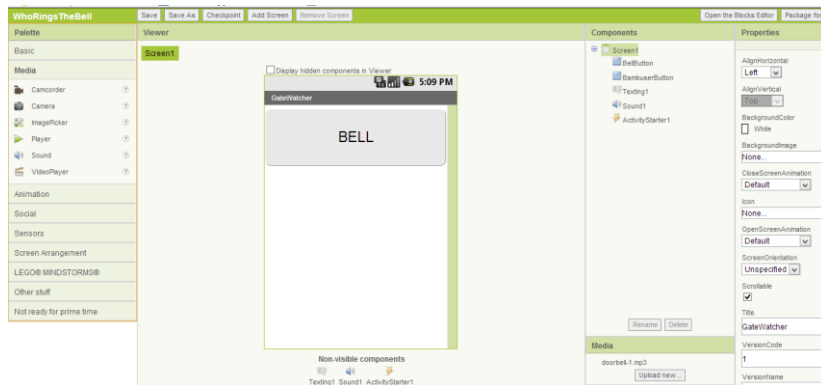 WhoRingsTheBell
Save Save As Checkpoint Add Screen Remove Screen
Open the Blocks Editor Package for
Palette
Basic
Media
Camcorder
Camera
ImagePicker
Player
Sound
VideoPlayer
Animation
Social
Sensors
Screen Arrangement
LEGO® MINDSTORMS®
Other stuff
Not ready for prime time
Viewer
Screen1
Display hidden components in Viewer
5:09 PM
GateWatcher
BELL
Non-visible components
Texting1 Sound1 ActivityStarter1
Components
Screen1
BellButton
BambuserButton
Texting1
Sound1
ActivityStarter1
Rename Delete
Media
doorbell-1.mp3
Upload new...
Properties
AlignHorizontal
Left
AlignVertical
Top
BackgroundColor
White
BackgroundImage
None...
CloseScreenAnimation
Default
Icon
None...
OpenScreenAnimation
Default
ScreenOrientation
Unspecified
Scrollable
Title
GateWatcher
VersionCode
1
VersionName